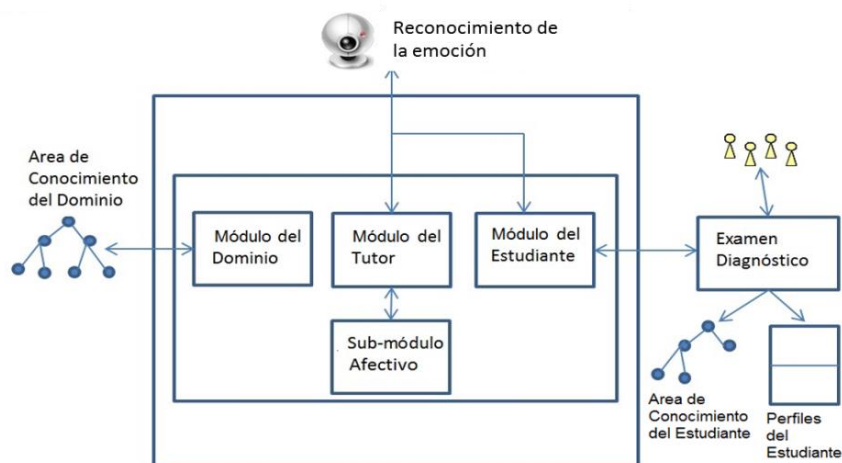 Reconocimiento de
la emoción
Area de
Conocimiento
del Dominio
Módulo del
Dominio
Módulo del
Tutor
Módulo del
Estudiante
Examen
Diagnóstico
Sub-módulo
Afectivo
Area de
Conocimiento
del Estudiante
Perfiles
del
Estudiante